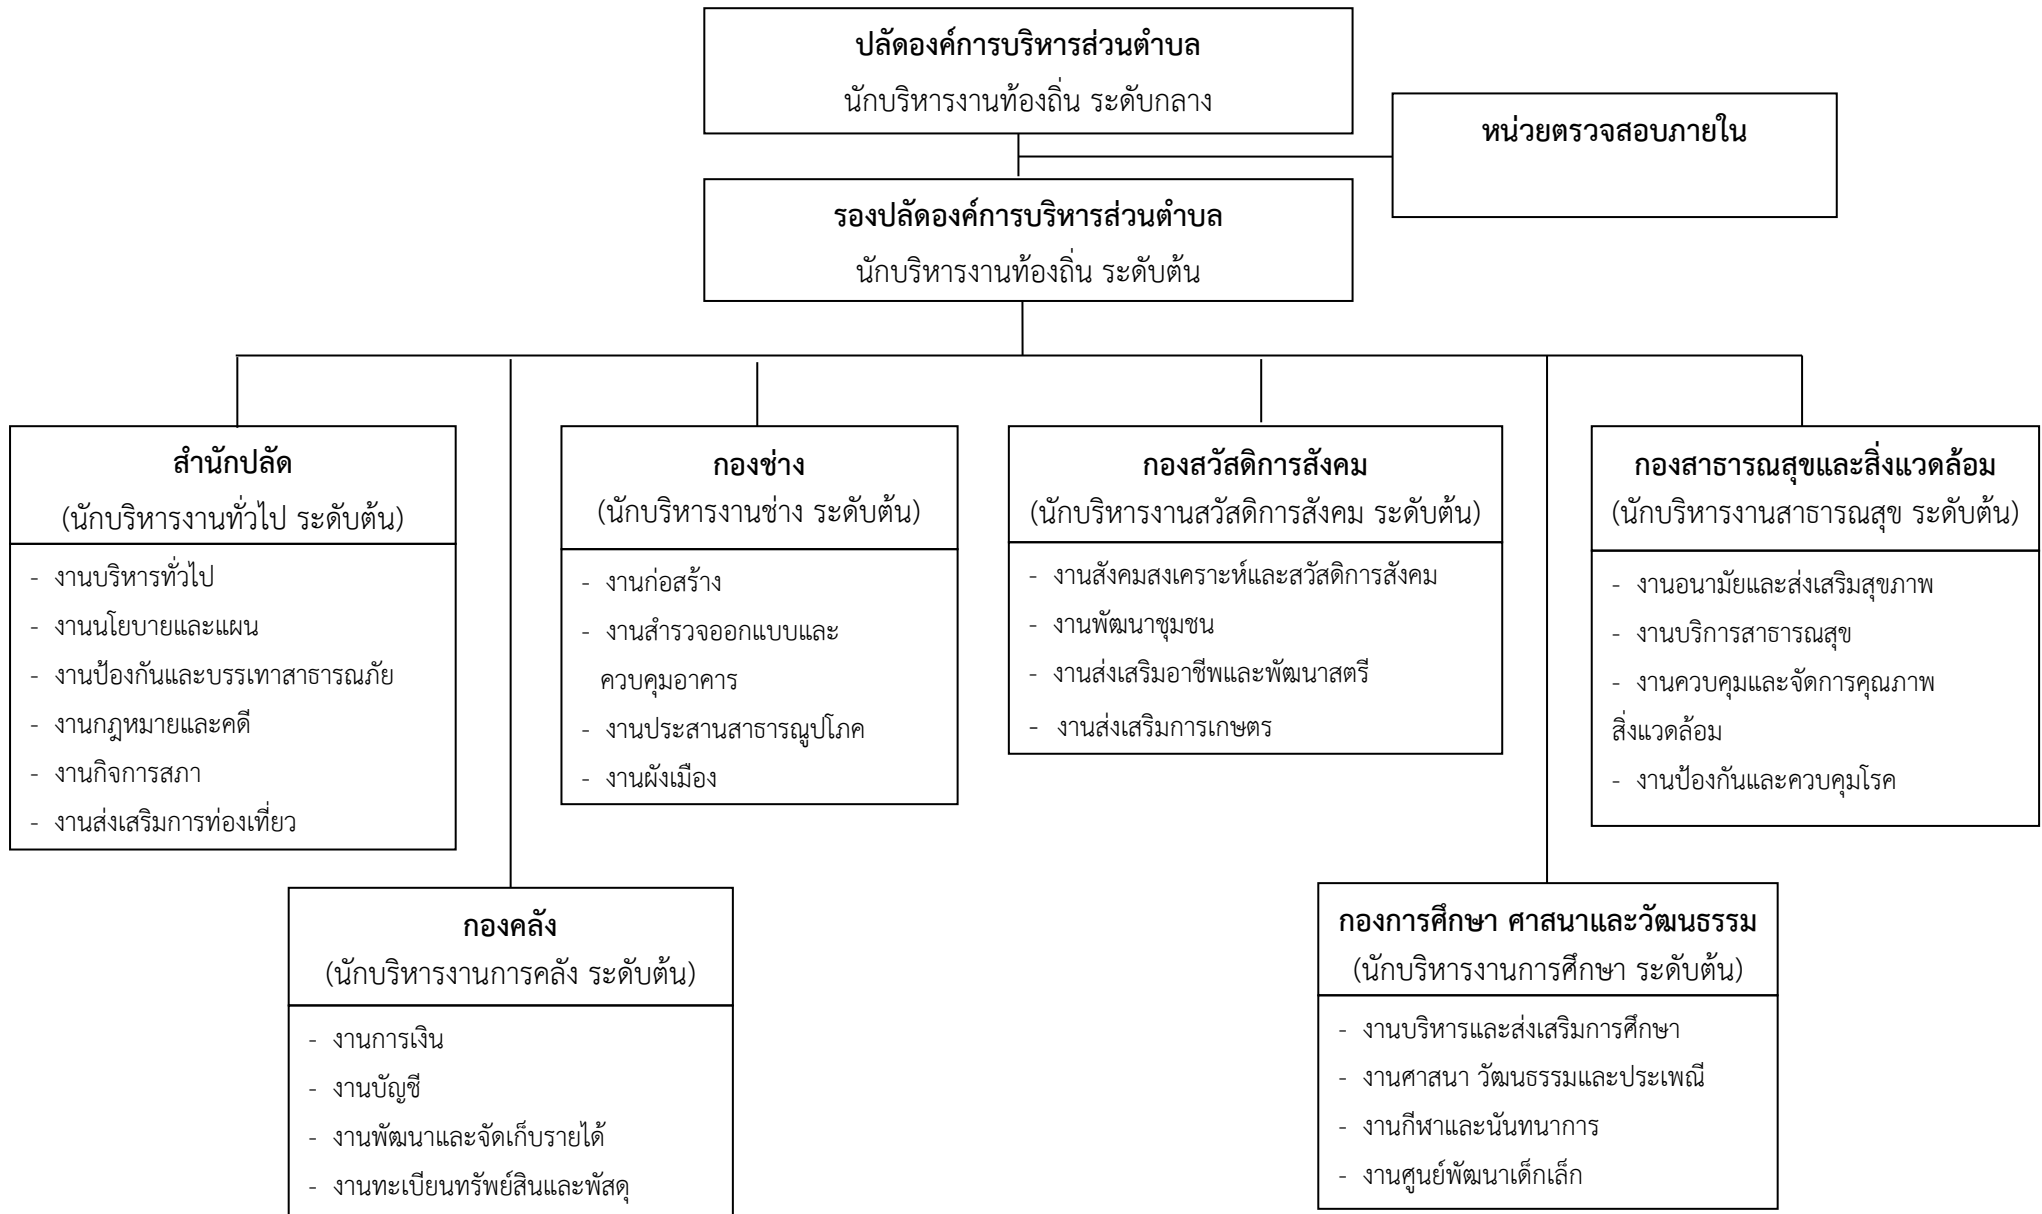 ปลัดองค์การบริหารส่วนตำบล
นักบริหารงานท้องถิ่น ระดับกลาง
หน่วยตรวจสอบภายใน
รองปลัดองค์การบริหารส่วนตำบล
นักบริหารงานท้องถิ่น ระดับต้น
สำนักปลัด
(นักบริหารงานทั่วไป ระดับต้น)
- งานบริหารทั่วไป
- งานนโยบายและแผน
- งานป้องกันและบรรเทาสาธารณภัย
- งานกฎหมายและคดี
- งานกิจการสภา
- งานส่งเสริมการท่องเที่ยว
กองช่าง
(นักบริหารงานช่าง ระดับต้น)
- งานก่อสร้าง
- งานสำรวจออกแบบและ
ควบคุมอาคาร
- งานประสานสาธารณูปโภค
- งานผังเมือง
กองสวัสดิการสังคม
(นักบริหารงานสวัสดิการสังคม ระดับต้น)
- งานสังคมสงเคราะห์และสวัสดิการสังคม
- งานพัฒนาชุมชน
- งานส่งเสริมอาชีพและพัฒนาสตรี
- งานส่งเสริมการเกษตร
กองสาธารณสุขและสิ่งแวดล้อม
(นักบริหารงานสาธารณสุข ระดับต้น)
- งานอนามัยและส่งเสริมสุขภาพ
- งานบริการสาธารณสุข
- งานควบคุมและจัดการคุณภาพ
สิ่งแวดล้อม
- งานป้องกันและควบคุมโรค
กองคลัง
(นักบริหารงานการคลัง ระดับต้น)
- งานการเงิน
- งานบัญชี
- งานพัฒนาและจัดเก็บรายได้
- งานทะเบียนทรัพย์สินและพัสดุ
กองการศึกษา ศาสนาและวัฒนธรรม
(นักบริหารงานการศึกษา ระดับต้น)
- งานบริหารและส่งเสริมการศึกษา
- งานศาสนา วัฒนธรรมและประเพณี
- งานกีฬาและนันทนาการ
- งานศูนย์พัฒนาเด็กเล็ก